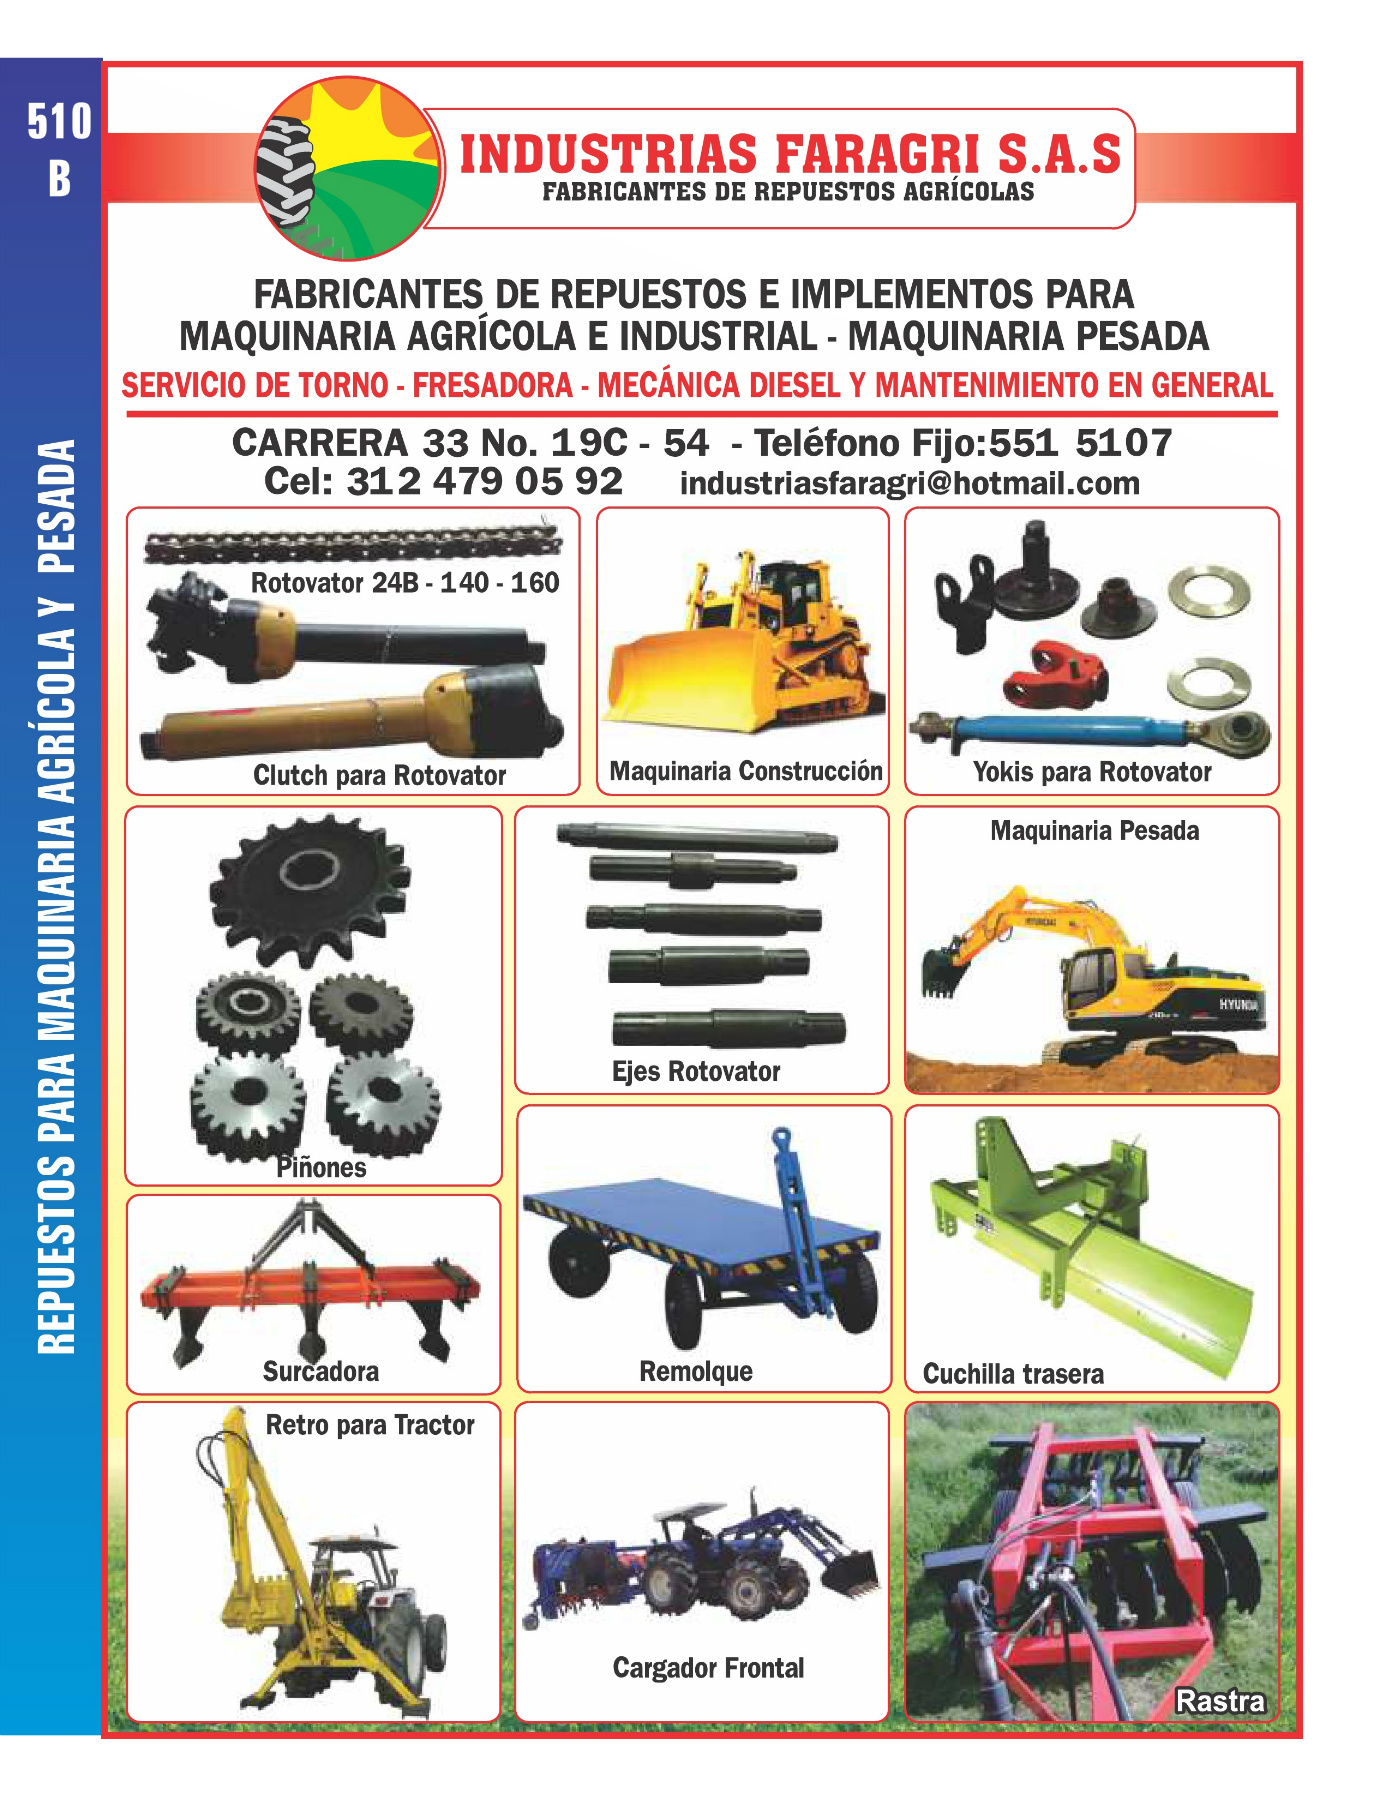 510
B
REPUESTOS PARA MAQUINARIA AGRÍCOLA Y PESADA
INDUSTRIAS FARAGRI S.A.S
FABRICANTES DE REPUESTOS AGRÍCOLAS
FABRICANTES DE REPUESTOS E IMPLEMENTOS PARA
MAQUINARIA AGRÍCOLA E INDUSTRIAL - MAQUINARIA PESADA
SERVICIO DE TORNO - FRESADORA - MECÁNICA DIESEL Y MANTENIMIENTO EN GENERAL
CARRERA 33 No. 19C - 54 - Teléfono Fijo:551 5107
Cel: 312 479 05 92 industriasfaragri@hotmail.com
Rotovator 24B - 140 - 160
Clutch para Rotovator
Maquinaria Construcción
Yokis para Rotovator
Piñones
Ejes Rotovator
Maquinaria Pesada
HYUNDAI
Surcadora
Remolque
Cuchilla trasera
Retro para Tractor
Cargador Frontal
Rastra